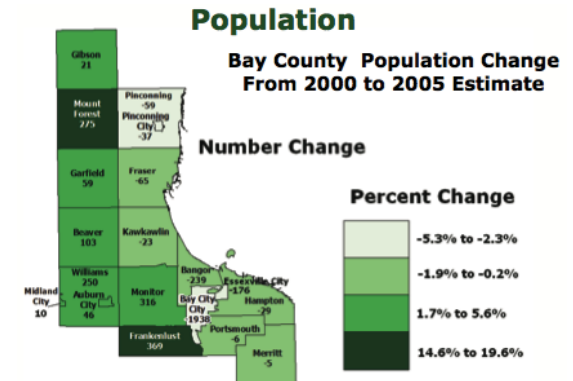 Population
Bay County Population Change
From 2000 to 2005 Estimate
Number Change
Gibson
21
Mount
Forest
275
Pinconning
-59
Pinconning
City
-37
Garfield
59
Fraser
-65
Beaver
103
Kawkawlin
-23
Williams
250
Auburn
City
46
Midland
City
10
Monitor
316
Bangor
-239
Essexville City
-176
Bay City
City
-1938
Hampton
-29
Portsmouth
-6
Frankenlust
369
Merritt
-5
Percent Change
-5.3% to -2.3%
-1.9% to -0.2%
1.7% to 5.6%
14.6% to 19.6%